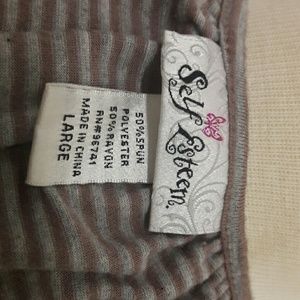 Self Esteem
50% SPUN
POLYESTER
50% RAYON
RN# 96741
MADE IN CHINA
LARGE